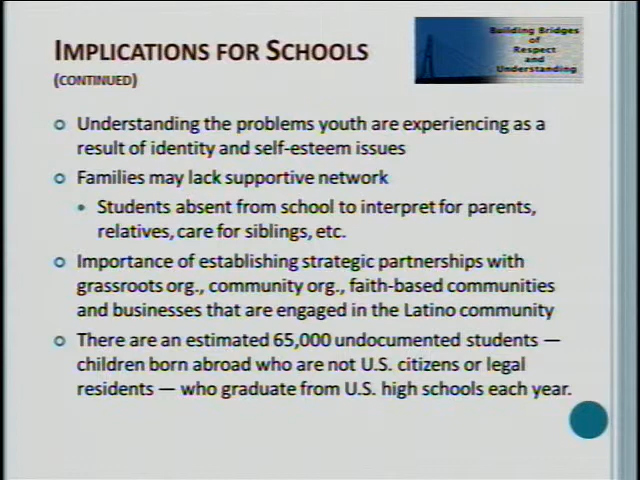 IMPLICATIONS FOR SCHOOLS
(CONTINUED)
Building Bridges
of
Respect
and
Understanding
Understanding the problems youth are experiencing as a
result of identity and self-esteem issues
Families may lack supportive network
Students absent from school to interpret for parents,
relatives, care for siblings, etc.
Importance of establishing strategic partnerships with
grassroots org., community org., faith-based communities
and businesses that are engaged in the Latino community
There are an estimated 65,000 undocumented students —
children born abroad who are not U.S. citizens or legal
residents — who graduate from U.S. high schools each year.